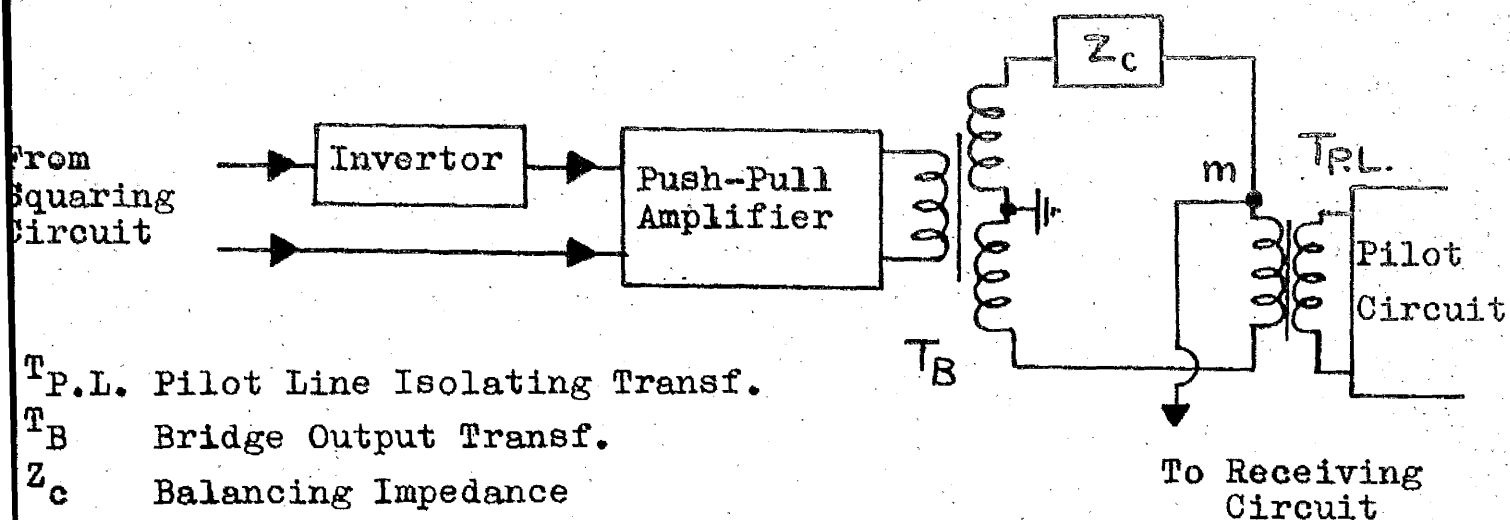 From
Squaring
Circuit
Invertor
Push-Pull
Amplifier
Zc
m
TP.L.
Pilot
Circuit
TB
TP.L. Pilot Line Isolating Transf.
TB Bridge Output Transf.
Zc Balancing Impedance
To Receiving
Circuit